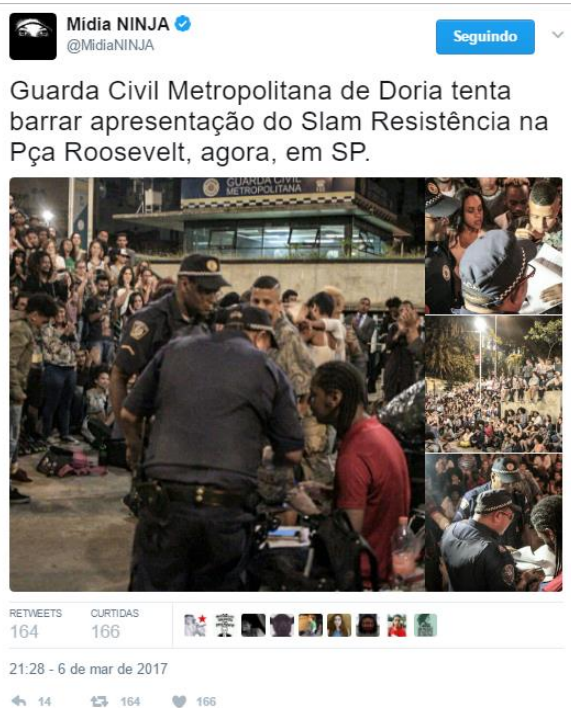 Mídia NINJA
@MidiaNINJA
Seguindo
Guarda Civil Metropolitana de Doria tenta
barrar apresentação do Slam Resistência na
Pça Roosevelt, agora, em SP.
GUARDA CIVIL
METROPOLITANA
RETWEETS CURTIDAS
164 166
21:28 - 6 de mar de 2017
14 164 166